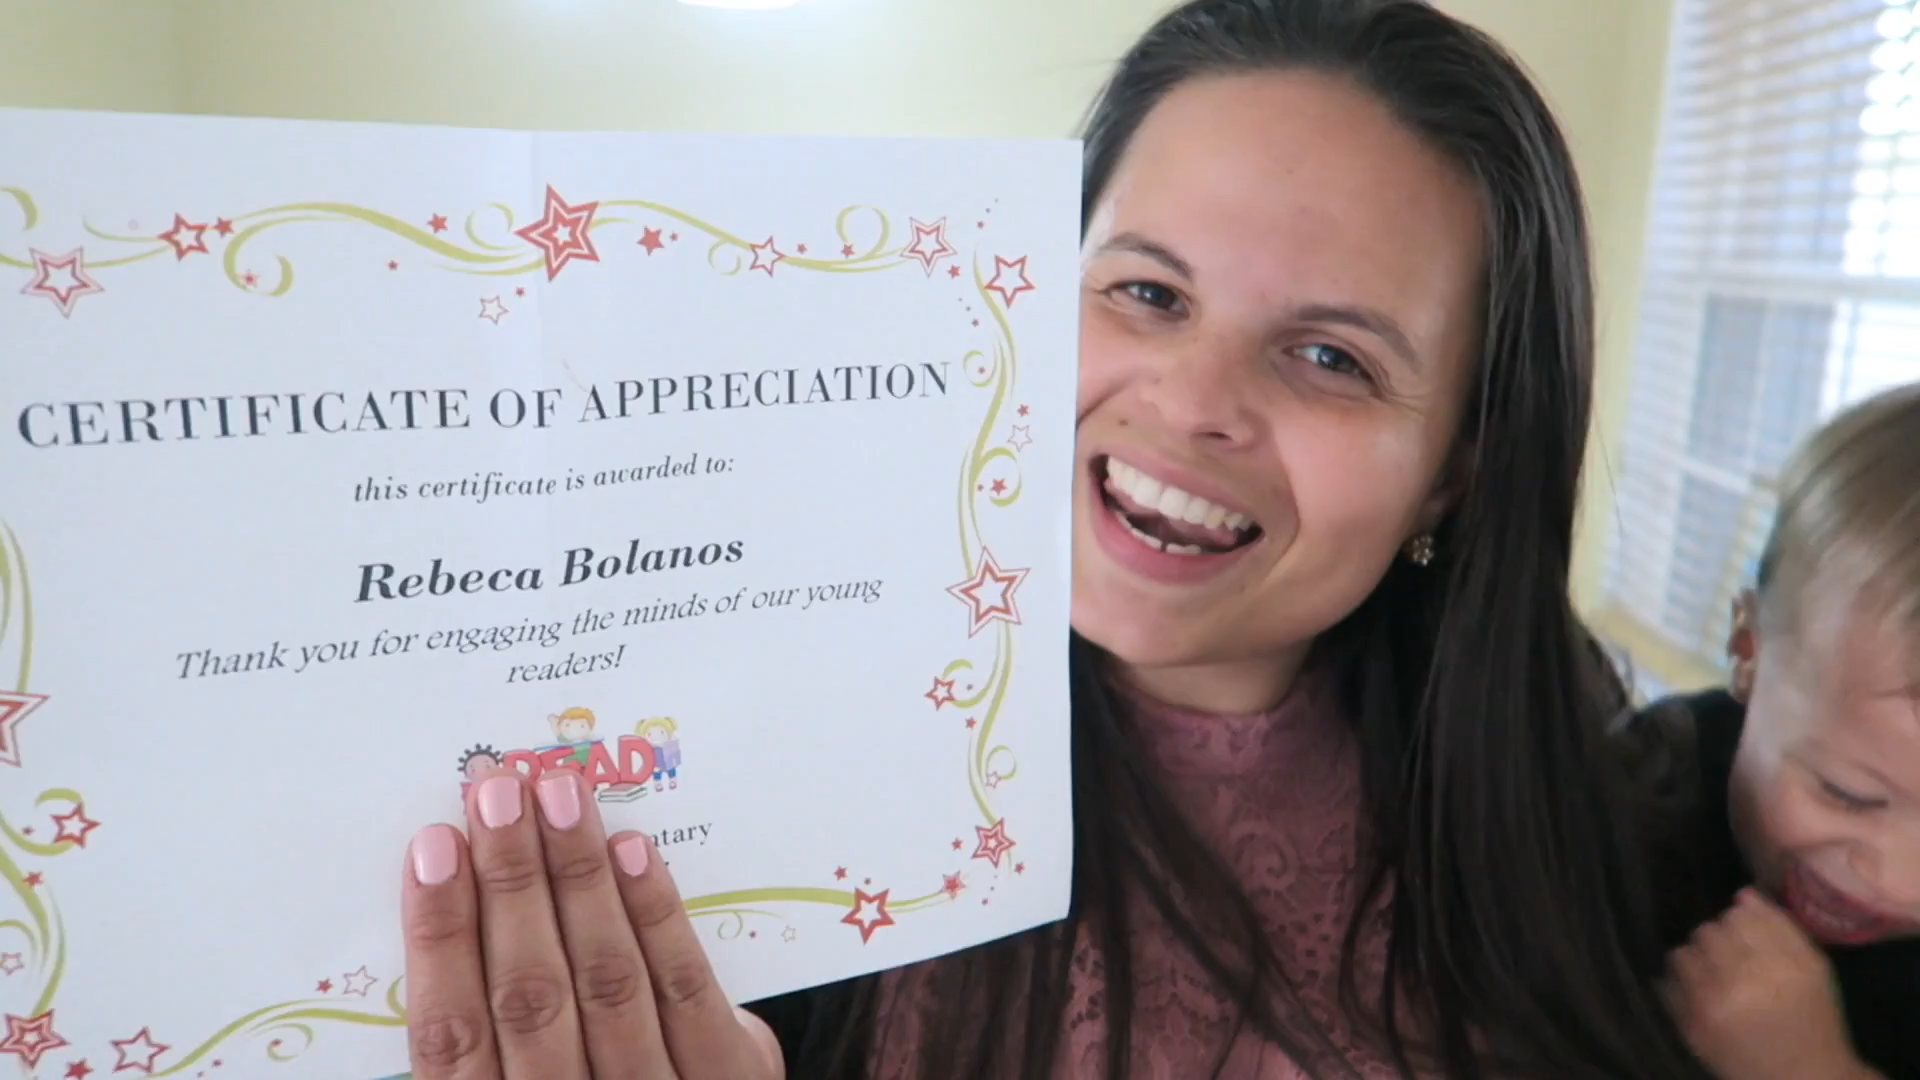 CERTIFICATE OF APPRECIATION
this certificate is awarded to:
Rebeca Bolanos
Thank you for engaging the minds of our young
readers!
READ